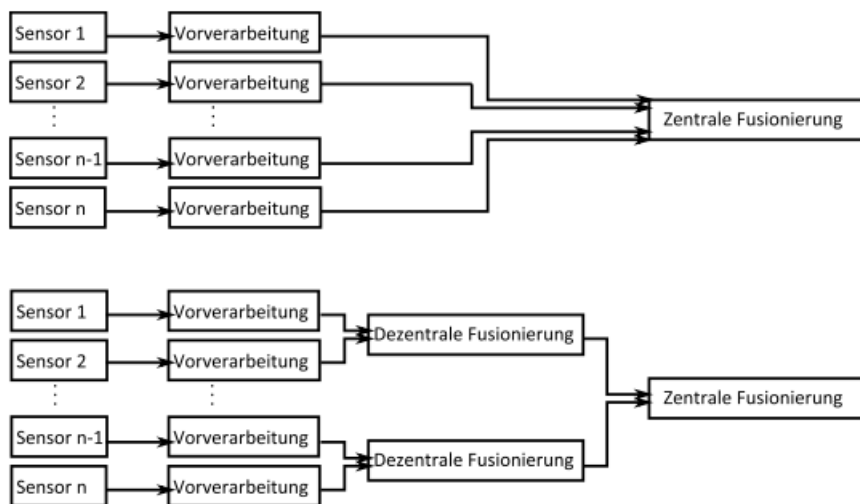 Sensor 1 Vorverarbeitung
Sensor 2 Vorverarbeitung
Zentrale Fusionierung
Sensor n-1 Vorverarbeitung
Sensor n Vorverarbeitung
Sensor 1 Vorverarbeitung
Dezentrale Fusionierung
Sensor 2 Vorverarbeitung
Zentrale Fusionierung
Sensor n-1 Vorverarbeitung
Dezentrale Fusionierung
Sensor n Vorverarbeitung